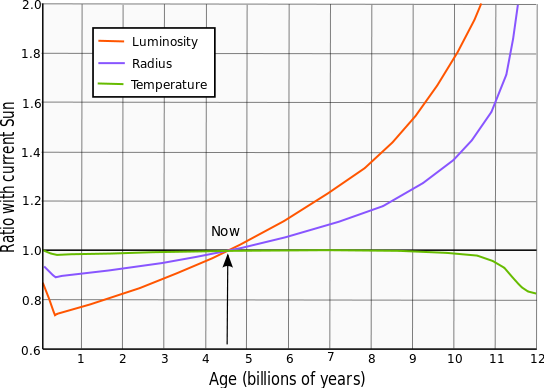 2.0
1.8
1.6
1.4
1.2
1.0
0.8
0.6
Ratio with current Sun
Luminosity
Radius
Temperature
Now
1 2 3 4 5 6 7 8 9 10 11 12
Age (billions of years)